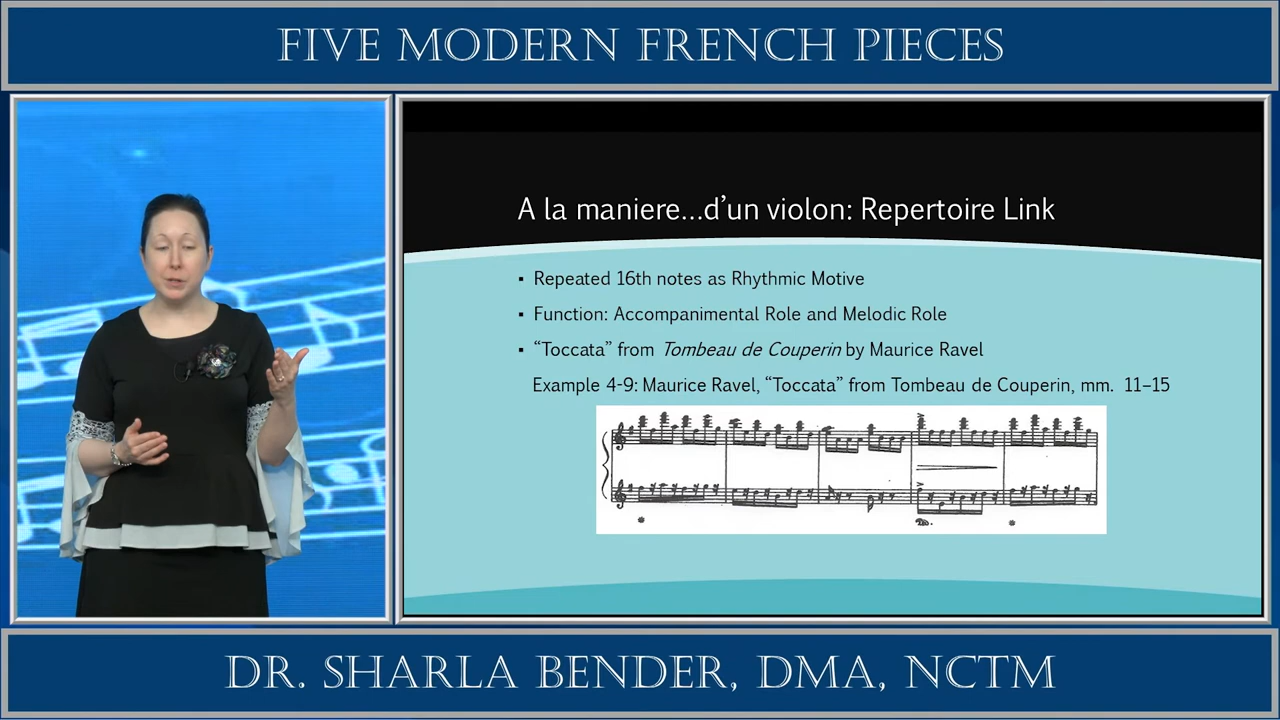 FIVE MODERN FRENCH PIECES
A la maniere...d’un violon: Repertoire Link
▪ Repeated 16th notes as Rhythmic Motive
▪ Function: Accompanimental Role and Melodic Role
▪ “Toccata” from Tombeau de Couperin by Maurice Ravel
Example 4-9: Maurice Ravel, “Toccata” from Tombeau de Couperin, mm. 11–15
DR. SHARLA BENDER, DMA, NCTM